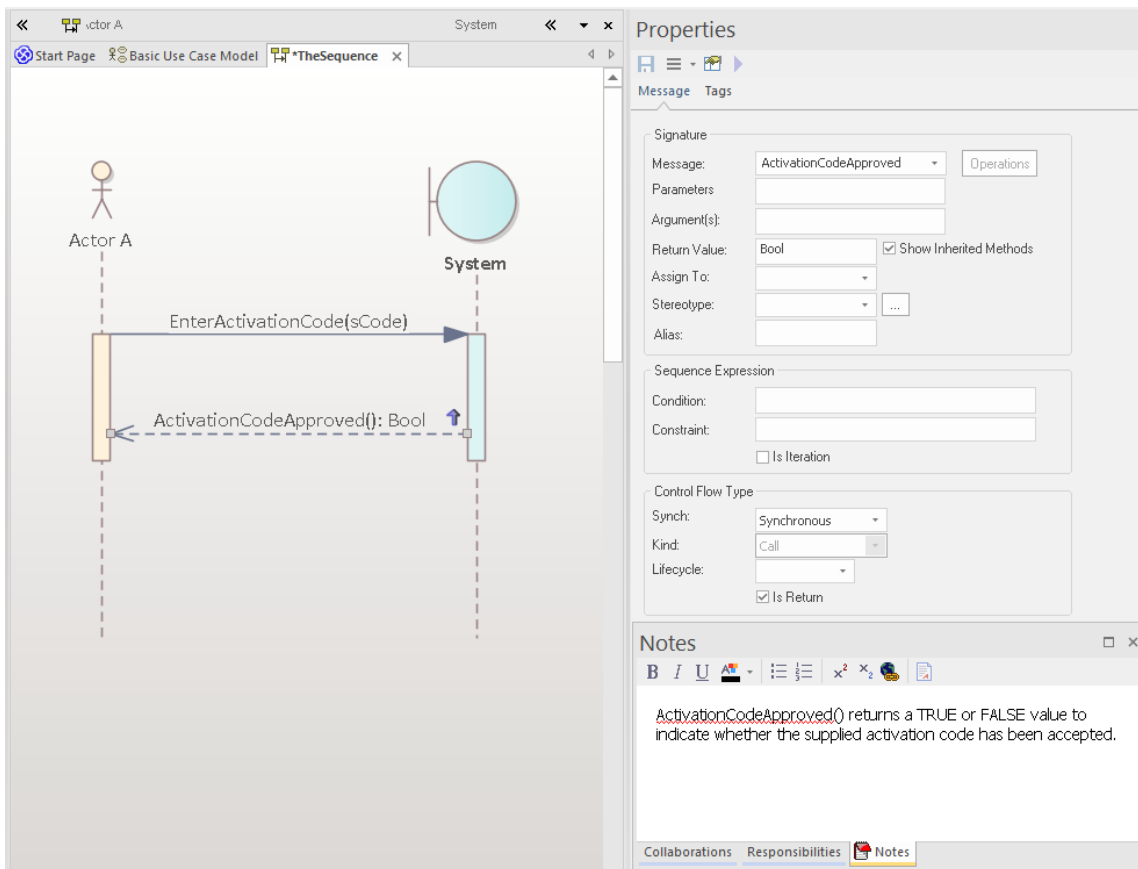 ctor A
System
Start Page
Basic Use Case Model
*TheSequence
Actor A
System
EnterActivationCode(sCode)
ActivationCodeApproved(): Bool
Properties
Message Tags
Signature
Message: ActivationCodeApproved Operations
Parameters
Argument(s):
Return Value: Bool Show Inherited Methods
Assign To:
Stereotype: ...
Alias:
Sequence Expression
Condition:
Constraint:
Is Iteration
Control Flow Type
Synch: Synchronous
Kind: Call
Lifecycle:
Is Return
Notes
B I U A x² x₂
ActivationCodeApproved() returns a TRUE or FALSE value to
indicate whether the supplied activation code has been accepted.
Collaborations Responsibilities Notes